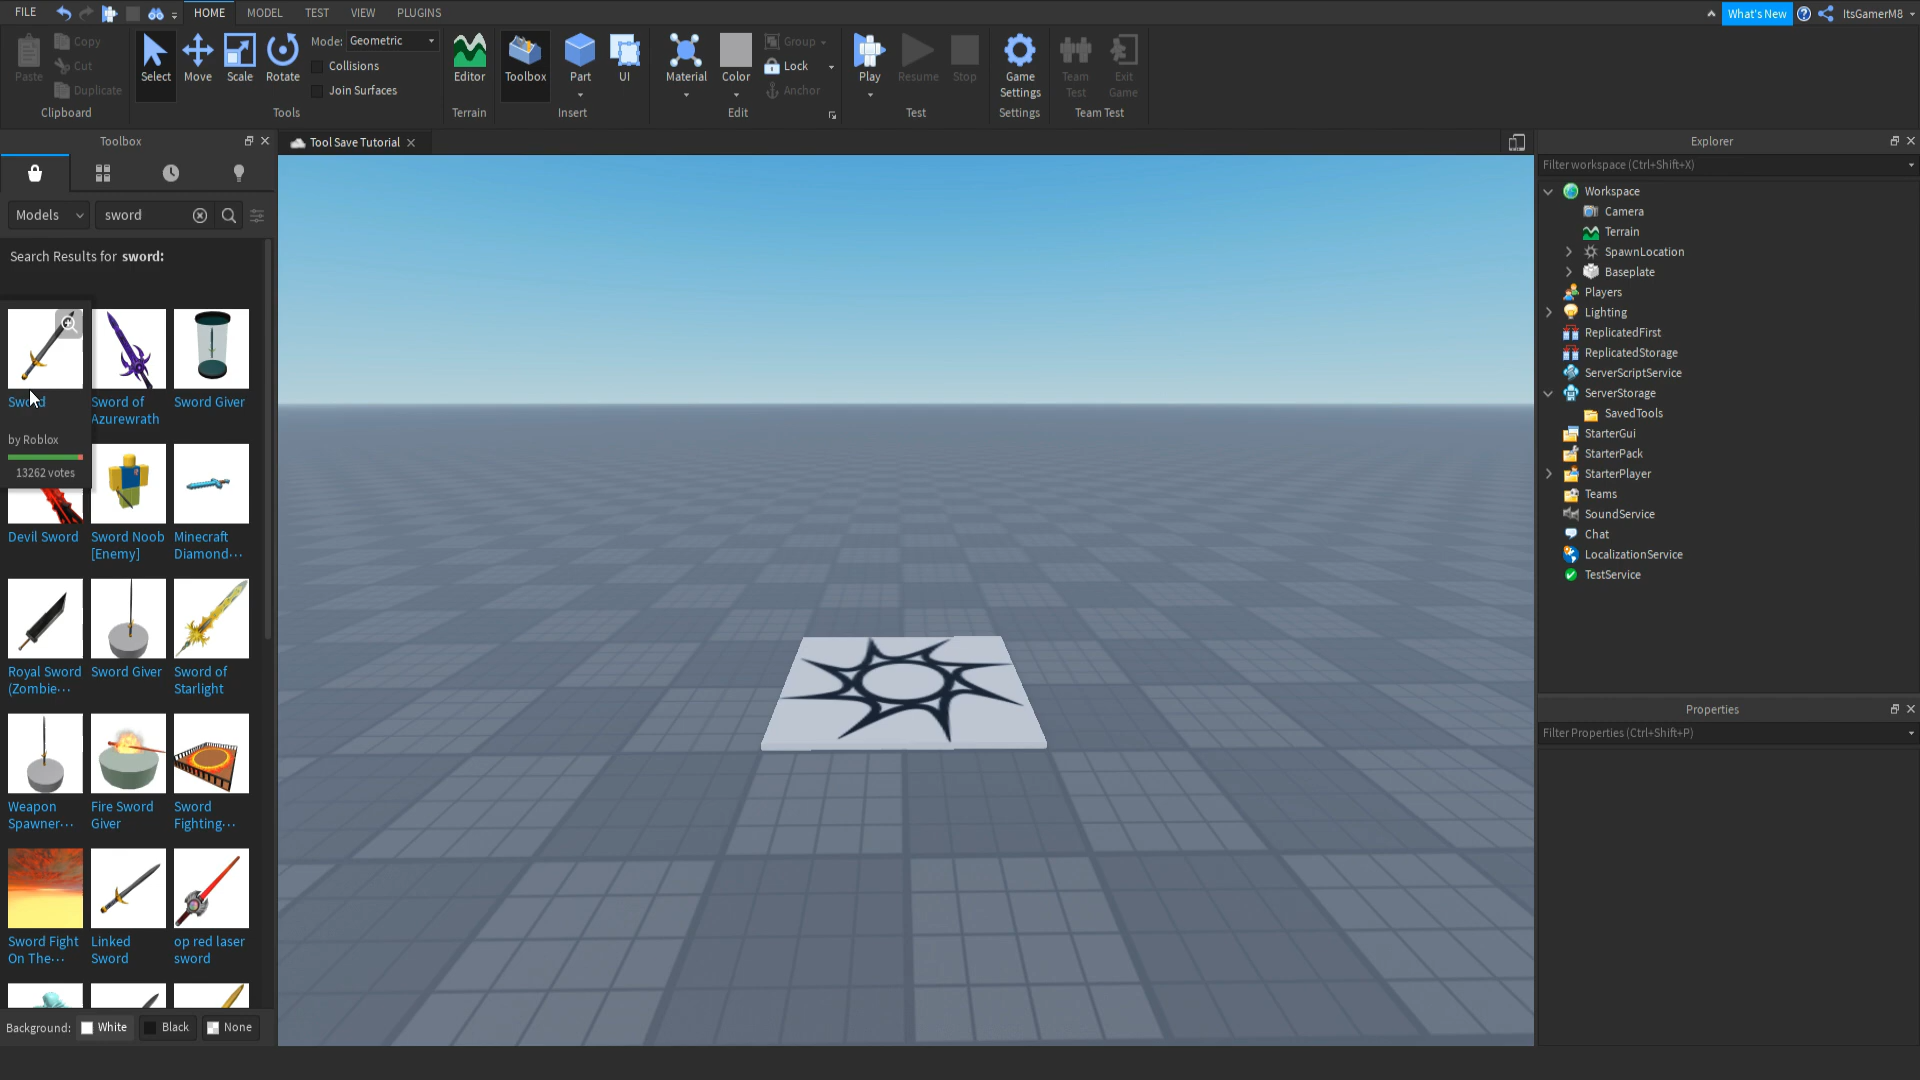 FILE
HOME
MODEL
TEST
VIEW
PLUGINS
What's New
ItsGamerM8
Paste
Copy
Cut
Duplicate
Clipboard
Select
Move
Scale
Rotate
Mode: Geometric
Collisions
Join Surfaces
Tools
Editor
Terrain
Toolbox
Part
UI
Insert
Material
Color
Group
Lock
Anchor
Edit
Play
Resume
Stop
Test
Game
Settings
Settings
Team
Test
Exit
Game
Team Test
Toolbox
Models
sword
Search Results for sword:
Sword
by Roblox
13262 votes
Sword of
Azurewrath
Sword Giver
Devil Sword
Sword Noob
[Enemy]
Minecraft
Diamond...
Royal Sword
(Zombie...
Sword Giver
Sword of
Starlight
Weapon
Spawner...
Fire Sword
Giver
Sword
Fighting...
Sword Fight
On The...
Linked
Sword
op red laser
sword
Background: White Black None
Tool Save Tutorial
Explorer
Filter workspace (Ctrl+Shift+X)
Workspace
Camera
Terrain
SpawnLocation
Baseplate
Players
Lighting
ReplicatedFirst
ReplicatedStorage
ServerScriptService
ServerStorage
SavedTools
StarterGui
StarterPack
StarterPlayer
Teams
SoundService
Chat
LocalizationService
TestService
Properties
Filter Properties (Ctrl+Shift+P)